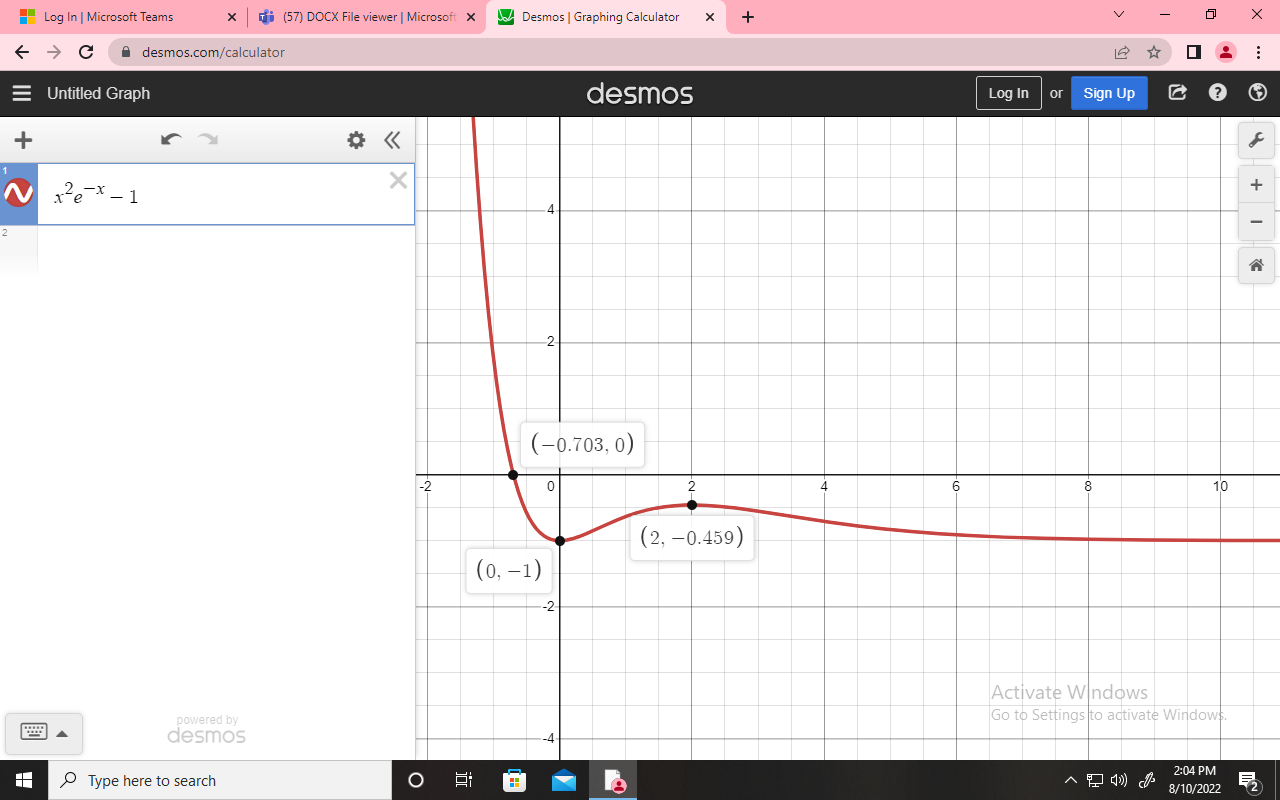 Log In | Microsoft Teams
(57) DOCX File viewer | Microsoft
Desmos | Graphing Calculator
desmos.com/calculator
Untitled Graph
desmos
Log In or Sign Up
1
x²e⁻ˣ – 1
2
4
2
(−0.703, 0)
-2
0
2
4
6
8
10
(2, −0.459)
(0, −1)
-2
-4
powered by
desmos
Activate Windows
Go to Settings to activate Windows.
Type here to search
2:04 PM
8/10/2022
2